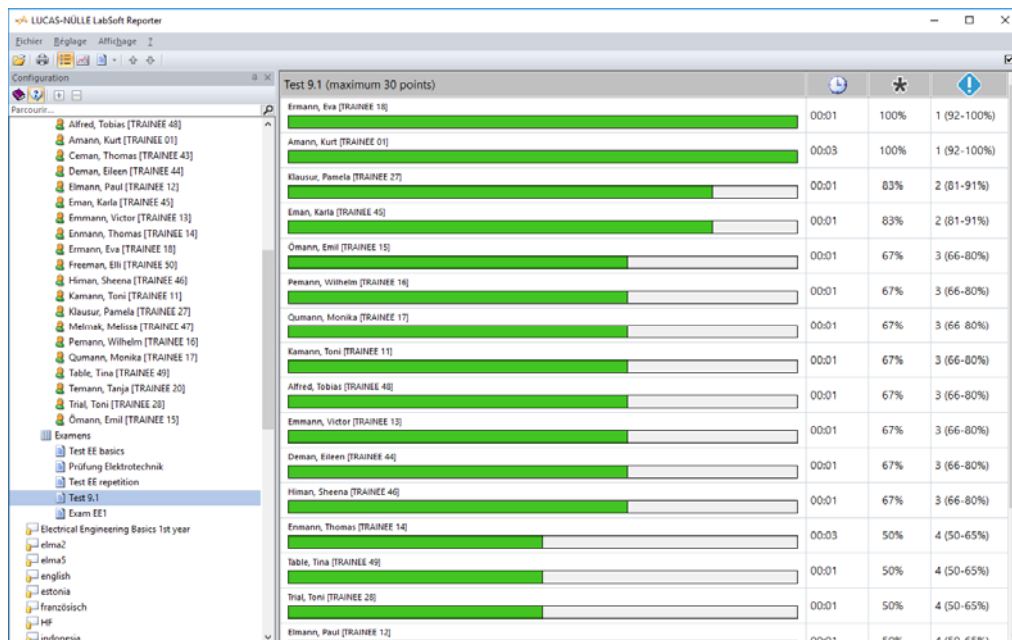 LUCAS-NÜLLE LabSoft Reporter
Fichier Réglage Affichage ?
Configuration
Parcourir...
Alfred, Tobias [TRAINEE 48]
Amann, Kurt [TRAINEE 01]
Ceman, Thomas [TRAINEE 43]
Deman, Eileen [TRAINEE 44]
Elmann, Paul [TRAINEE 12]
Eman, Karla [TRAINEE 45]
Emmann, Victor [TRAINEE 13]
Enmann, Thomas [TRAINEE 14]
Ermann, Eva [TRAINEE 18]
Freeman, Elli [TRAINEE 50]
Himan, Sheena [TRAINEE 46]
Kamann, Toni [TRAINEE 11]
Klausur, Pamela [TRAINEE 27]
Melmak, Melissa [TRAINEE 47]
Pemann, Wilhelm [TRAINEE 16]
Qumann, Monika [TRAINEE 17]
Table, Tina [TRAINEE 49]
Temann, Tanja [TRAINEE 20]
Trial, Toni [TRAINEE 28]
Ömann, Emil [TRAINEE 15]
Examens
Test EE basics
Prüfung Elektrotechnik
Test EE repetition
Test 9.1
Exam EE1
Electrical Engineering Basics 1st year
elma2
elma5
english
estonia
französisch
HF
indonesia
Test 9.1 (maximum 30 points)
Ermann, Eva [TRAINEE 18] 00:01 100% 1 (92-100%)
Amann, Kurt [TRAINEE 01] 00:03 100% 1 (92-100%)
Klausur, Pamela [TRAINEE 27] 00:01 83% 2 (81-91%)
Eman, Karla [TRAINEE 45] 00:01 83% 2 (81-91%)
Ömann, Emil [TRAINEE 15] 00:01 67% 3 (66-80%)
Pemann, Wilhelm [TRAINEE 16] 00:01 67% 3 (66-80%)
Qumann, Monika [TRAINEE 17] 00:01 67% 3 (66-80%)
Kamann, Toni [TRAINEE 11] 00:01 67% 3 (66-80%)
Alfred, Tobias [TRAINEE 48] 00:01 67% 3 (66-80%)
Emmann, Victor [TRAINEE 13] 00:01 67% 3 (66-80%)
Deman, Eileen [TRAINEE 44] 00:01 67% 3 (66-80%)
Himan, Sheena [TRAINEE 46] 00:01 67% 3 (66-80%)
Enmann, Thomas [TRAINEE 14] 00:03 50% 4 (50-65%)
Table, Tina [TRAINEE 49] 00:01 50% 4 (50-65%)
Trial, Toni [TRAINEE 28] 00:01 50% 4 (50-65%)
Elmann, Paul [TRAINEE 12] 00:01 50% 4 (50-65%)